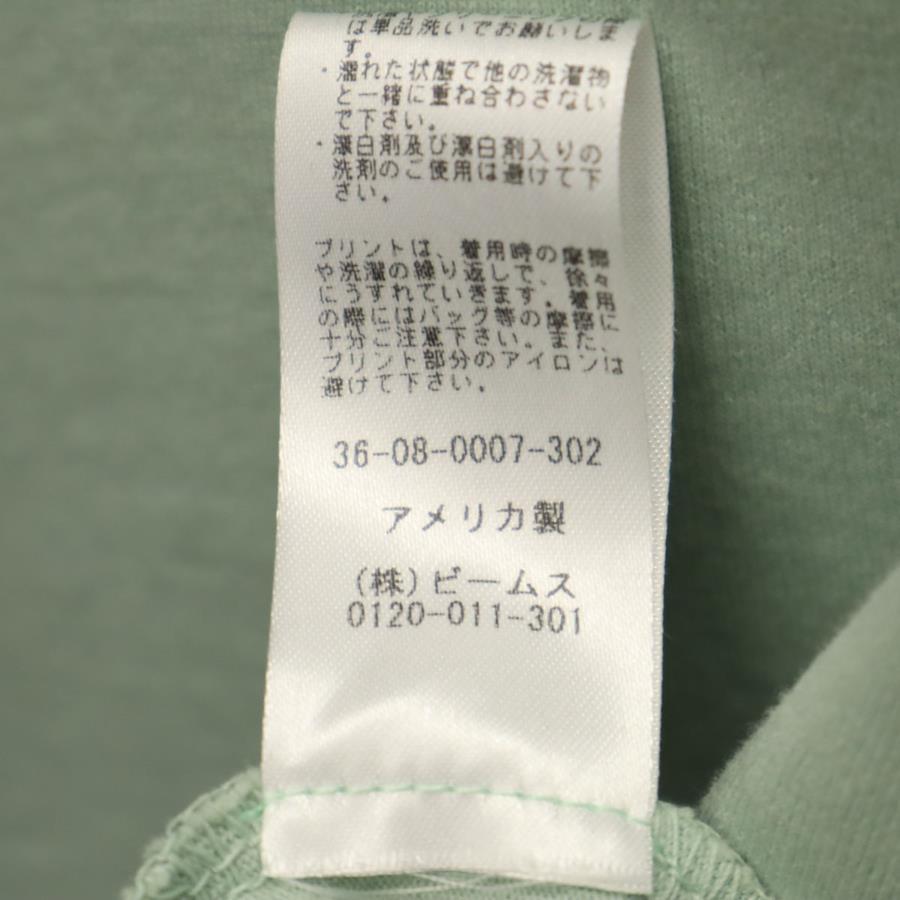 は単品洗いでお願いしま
す。
・濡れた状態で他の洗濯物
と一緒に重ね合わさない
で下さい。
・漂白剤及び漂白剤入りの
洗剤のご使用は避けて下
さい。
プリントは、着用時の摩擦
や洗濯の繰り返しで、徐々
にうすれていきます。着用
の際にはバッグ等の摩擦に
十分ご注意下さい。また、
プリント部分のアイロンは
避けて下さい。
36-08-0007-302
アメリカ製
(株)ビームス
0120-011-301